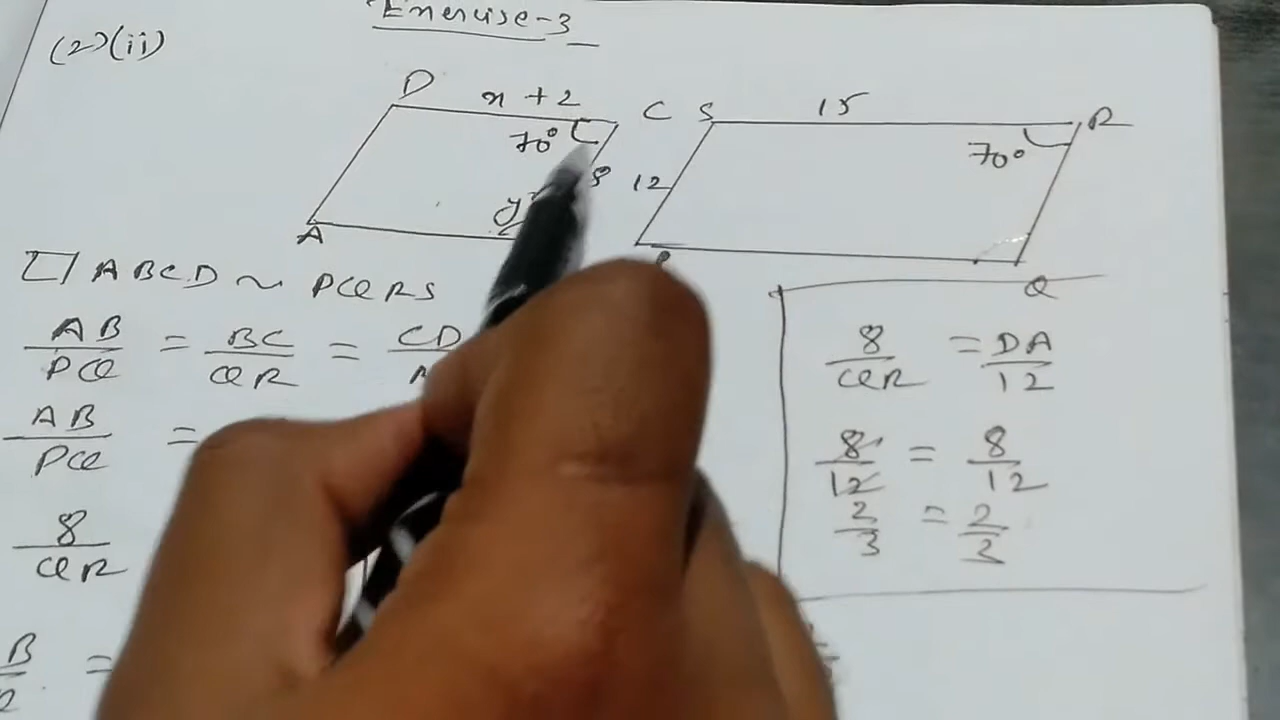 Exercise-3
(2)(ii)
D x + 2 C S 15 R
70° 70°
8 12
y
A Q
□ ABCD ~ PQRS
AB/PQ = BC/QR = CD
AB/PQ =
8/QR
8/QR = DA/12
8/12 = 8/12
2/3 = 2/3